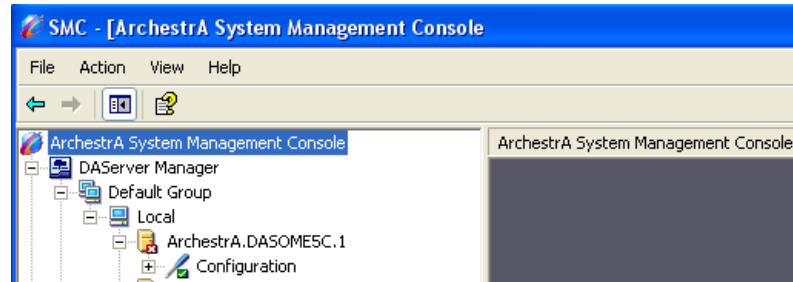 SMC - [ArchestrA System Management Console
File Action View Help
ArchestrA System Management Console
ArchestrA System Management Console
DAServer Manager
Default Group
Local
ArchestrA.DASOME5C.1
Configuration